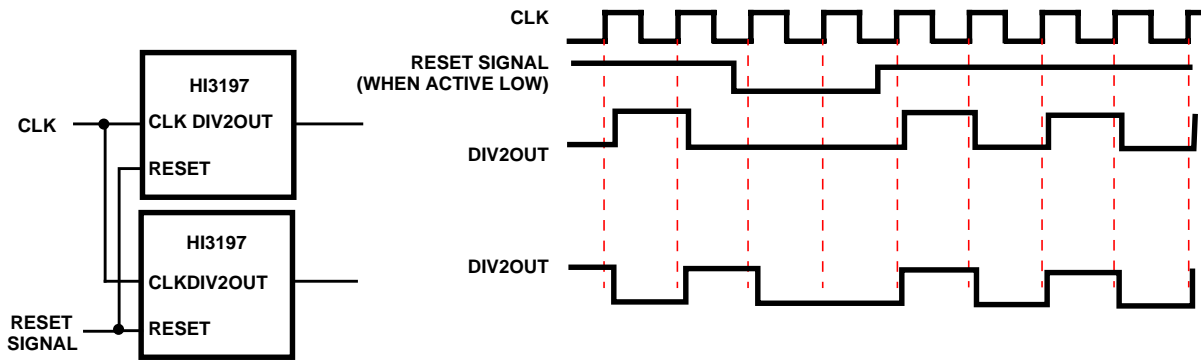 HI3197
CLK
CLK DIV2OUT
RESET
HI3197
CLKDIV2OUT
RESET
SIGNAL
RESET
CLK
RESET SIGNAL
(WHEN ACTIVE LOW)
DIV2OUT
DIV2OUT